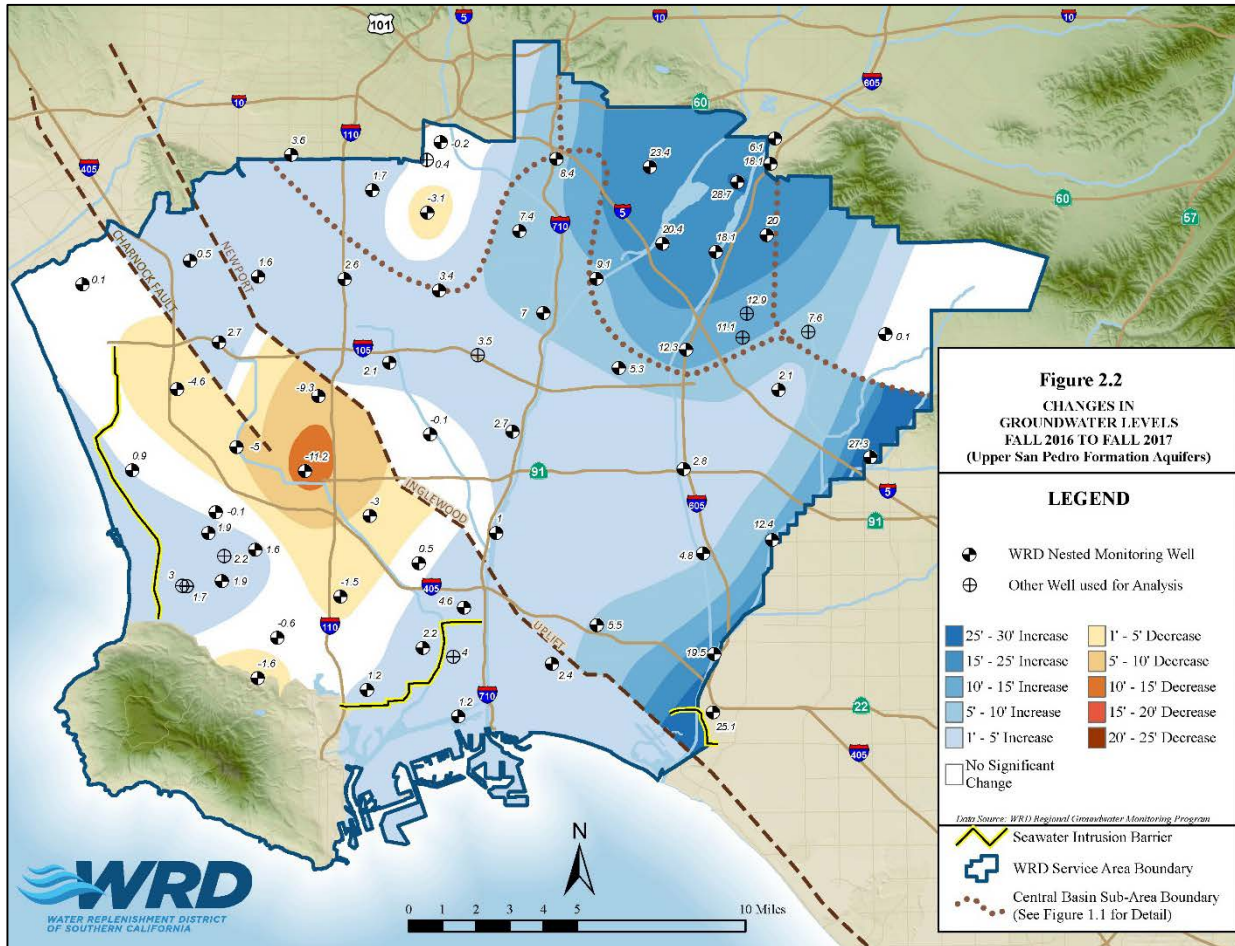 101
5
10
10
10
110
60
605
405
60
57
3.6
-0.2
0.4
6.1
18.1
23.4
28.7
8.4
1.7
-3.1
7.4
710
5
20.4
18.1
20
CHARNOCK FAULT
NEWPORT
0.5
1.6
2.6
3.4
9.1
0.1
7
12.9
11.1
7.6
0.1
2.7
105
3.5
2.1
12.3
5.3
2.1
-4.6
-9.3
-0.1
2.7
27.3
-5
-11.2
0.9
91
2.8
605
5
91
INGLEWOOD
-3
-0.1
1.9
1.6
2.2
3
1.7
1.9
0.5
1
12.4
4.8
405
-1.5
4.6
110
-0.6
2.2
4
5.5
UPLIFT
2.4
19.5
-1.6
1.2
1.2
710
25.1
22
405
Figure 2.2
CHANGES IN
GROUNDWATER LEVELS
FALL 2016 TO FALL 2017
(Upper San Pedro Formation Aquifers)
LEGEND
WRD Nested Monitoring Well
Other Well used for Analysis
25' - 30' Increase
15' - 25' Increase
10' - 15' Increase
5' - 10' Increase
1' - 5' Increase
No Significant
Change
1' - 5' Decrease
5' - 10' Decrease
10' - 15' Decrease
15' - 20' Decrease
20' - 25' Decrease
Data Source: WRD Regional Groundwater Monitoring Program
Seawater Intrusion Barrier
WRD Service Area Boundary
Central Basin Sub-Area Boundary
(See Figure 1.1 for Detail)
N
0 1 2 3 4 5 10 Miles
WRD
WATER REPLENISHMENT DISTRICT
OF SOUTHERN CALIFORNIA